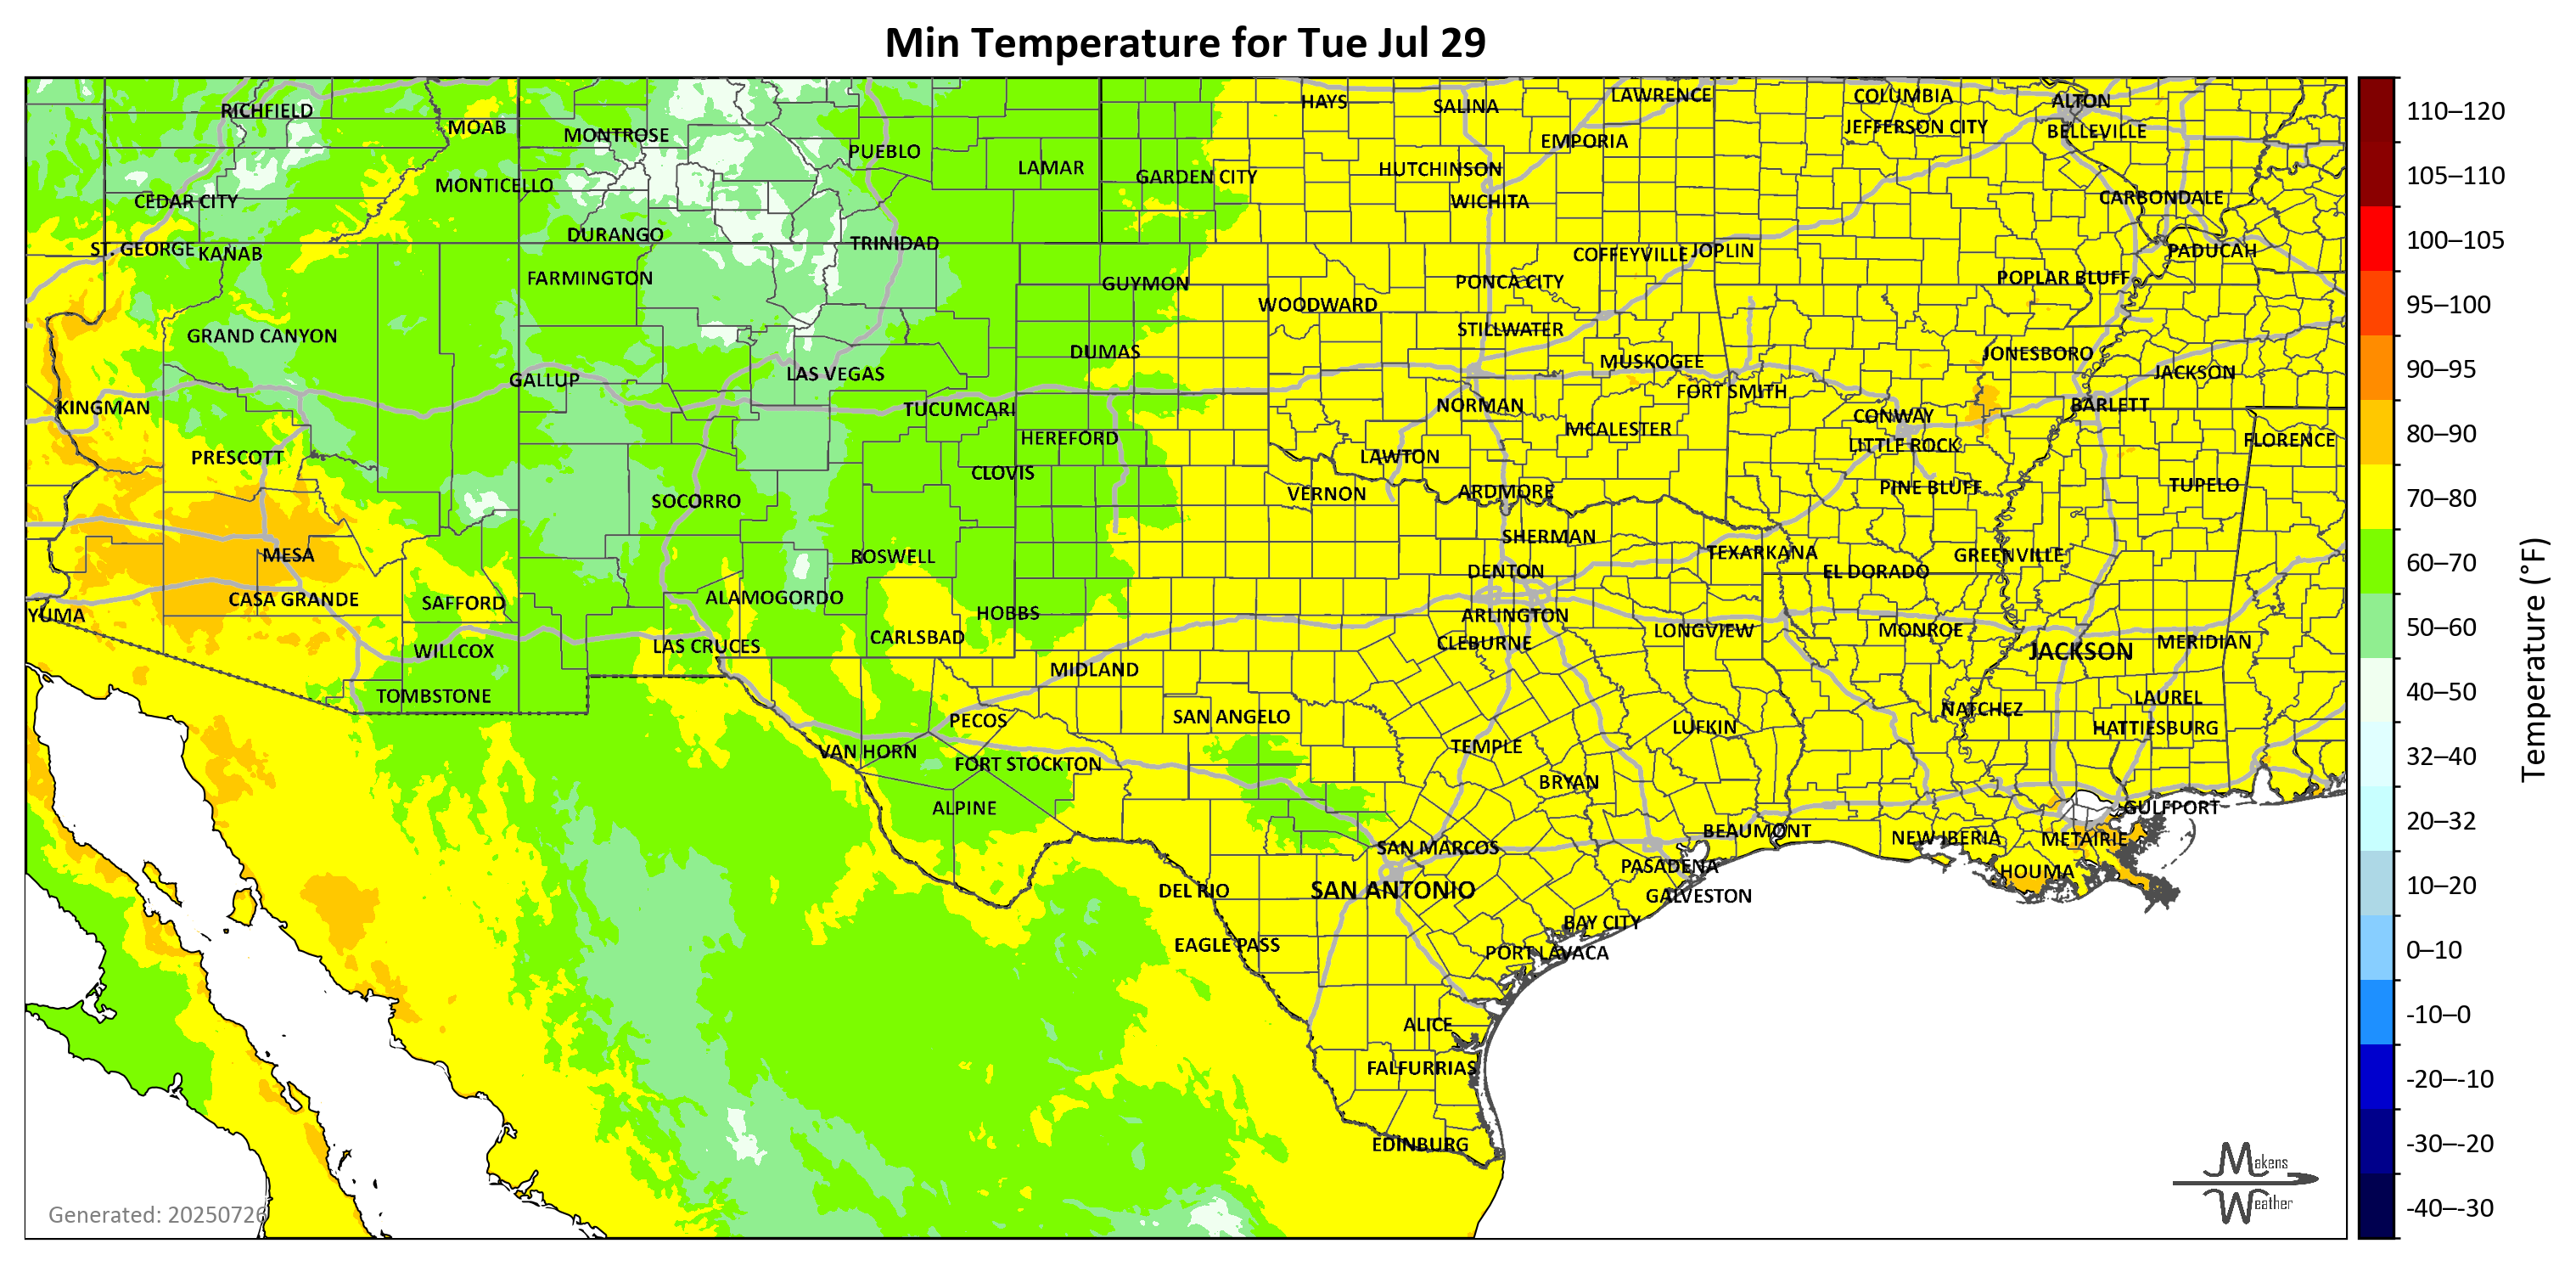 Min Temperature for Tue Jul 29
RICHFIELD
MOAB
MONTROSE
PUEBLO
LAMAR
GARDEN CITY
HAYS
SALINA
LAWRENCE
COLUMBIA
ALTON
JEFFERSON CITY
BELLEVILLE
EMPORIA
HUTCHINSON
WICHITA
CARBONDALE
MONTICELLO
CEDAR CITY
DURANGO
TRINIDAD
ST. GEORGE
KANAB
FARMINGTON
GUYMON
COFFEYVILLE
JOPLIN
PADUCAH
PONCA CITY
POPLAR BLUFF
WOODWARD
STILLWATER
GRAND CANYON
DUMAS
MUSKOGEE
JONESBORO
JACKSON
GALLUP
LAS VEGAS
FORT SMITH
KINGMAN
TUCUMCARI
NORMAN
CONWAY
BARLETT
MCALESTER
HEREFORD
LITTLE ROCK
FLORENCE
PRESCOTT
CLOVIS
LAWTON
SOCORRO
VERNON
ARDMORE
PINE BLUFF
TUPELO
SHERMAN
MESA
ROSWELL
TEXARKANA
GREENVILLE
DENTON
EL DORADO
CASA GRANDE
SAFFORD
ALAMOGORDO
HOBBS
ARLINGTON
YUMA
CARLSBAD
LONGVIEW
MONROE
WILLCOX
LAS CRUCES
CLEBURNE
JACKSON
MERIDIAN
MIDLAND
TOMBSTONE
LAUREL
PECOS
SAN ANGELO
NATCHEZ
LUFKIN
HATTIESBURG
VAN HORN
TEMPLE
FORT STOCKTON
BRYAN
ALPINE
GULFPORT
BEAUMONT
NEW IBERIA
METAIRIE
SAN MARCOS
PASADENA
HOUMA
DEL RIO
SAN ANTONIO
GALVESTON
BAY CITY
EAGLE PASS
PORT LAVACA
ALICE
FALFURRIAS
EDINBURG
Generated: 20250726
Makens
Weather
110–120
105–110
100–105
95–100
90–95
80–90
70–80
60–70
50–60
40–50
32–40
20–32
10–20
0–10
-10–0
-20–-10
-30–-20
-40–-30
Temperature (°F)